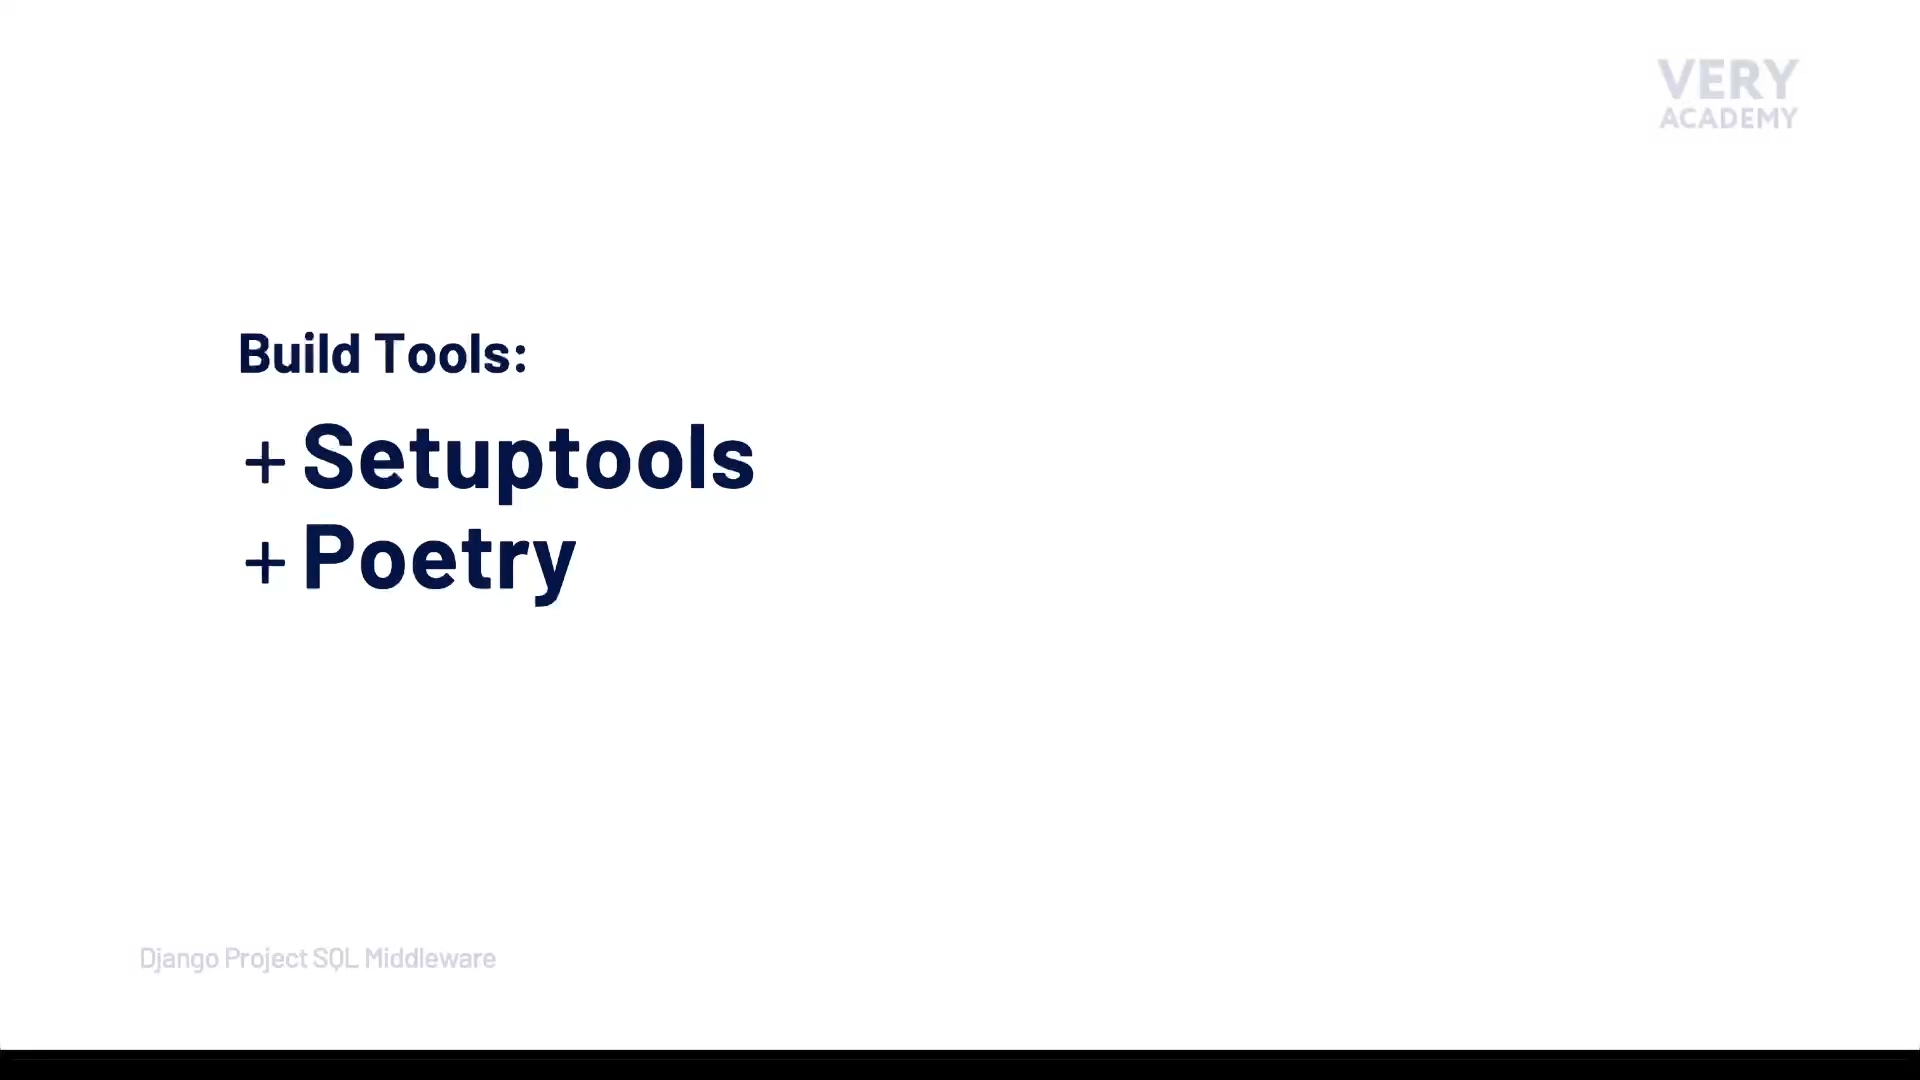 VERY
ACADEMY
Build Tools:
+ Setuptools
+ Poetry
Django Project SQL Middleware